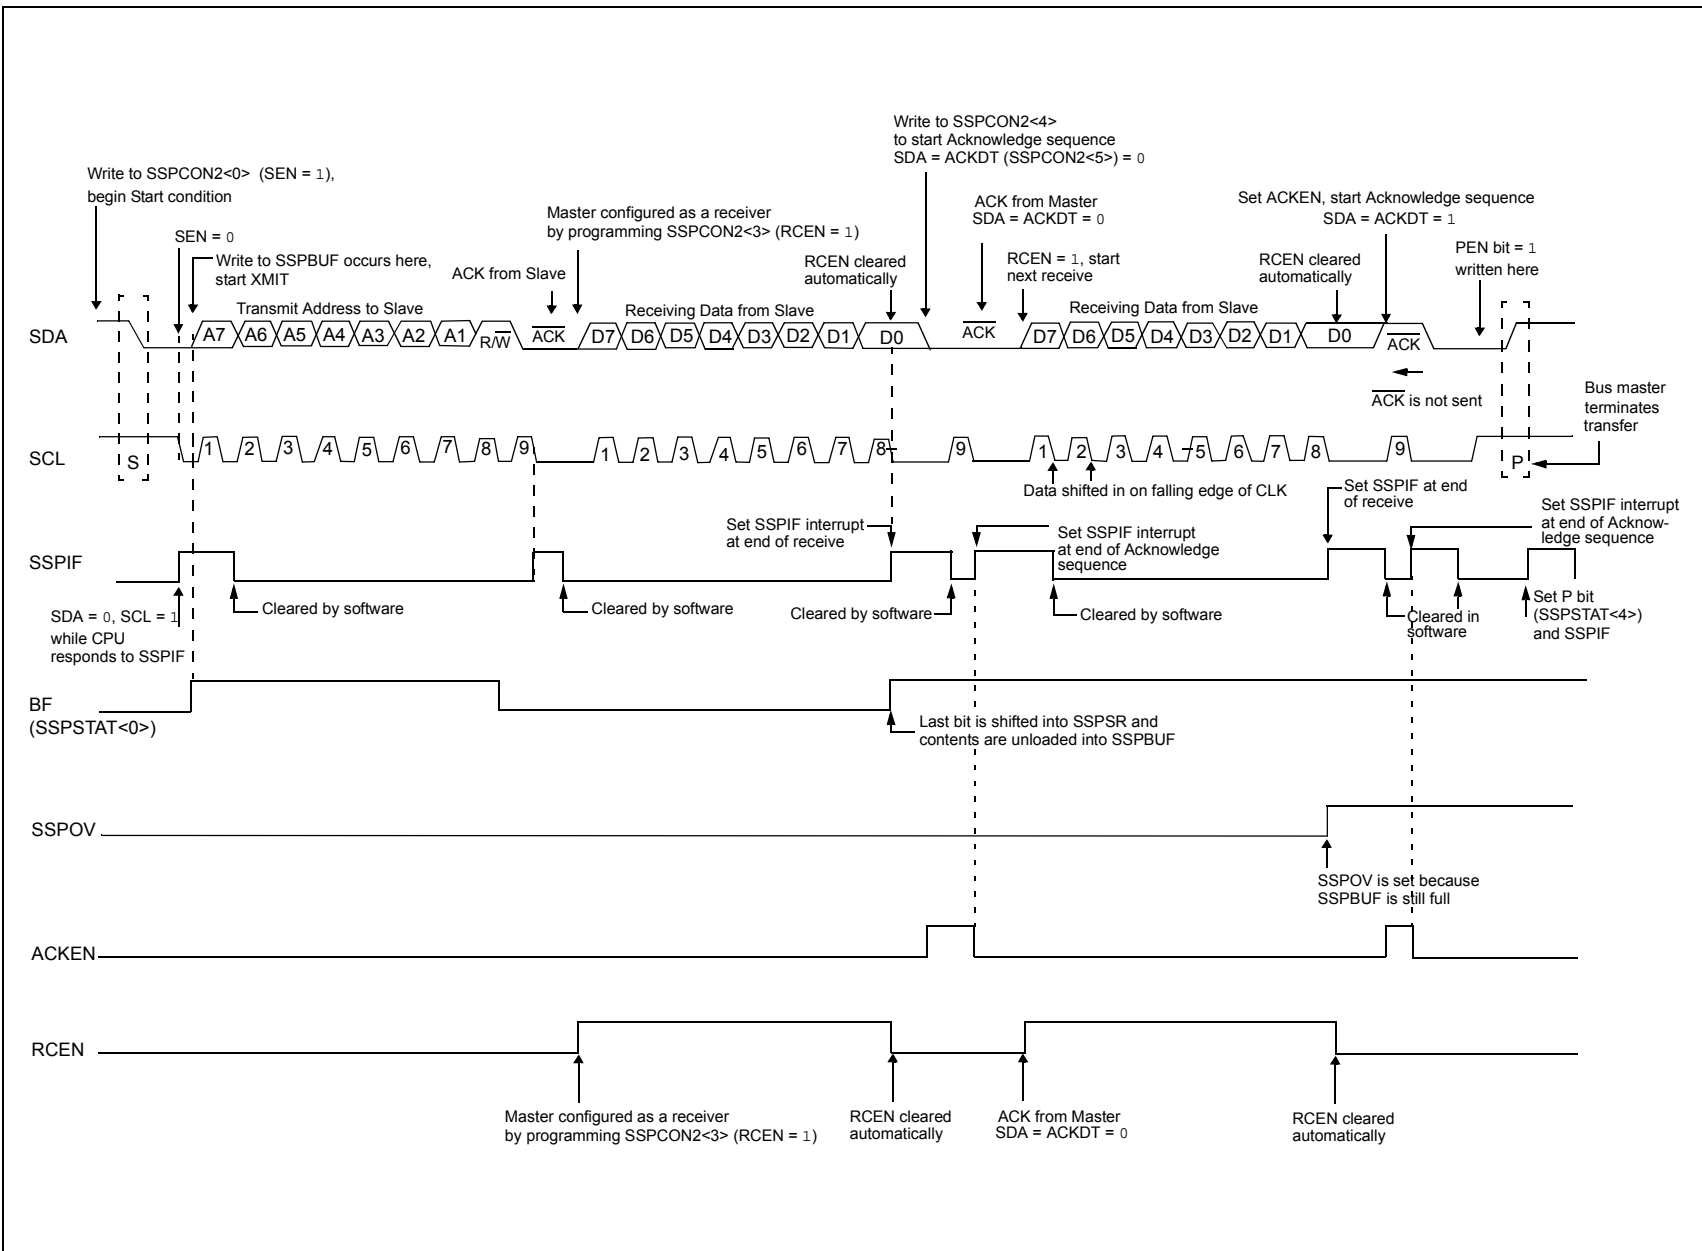 Write to SSPCON2<4>
to start Acknowledge sequence
SDA = ACKDT (SSPCON2<5>) = 0
Write to SSPCON2<0> (SEN = 1),
begin Start condition
Set ACKEN, start Acknowledge sequence
SDA = ACKDT = 1
ACK from Master
SDA = ACKDT = 0
Master configured as a receiver
by programming SSPCON2<3> (RCEN = 1)
SEN = 0
PEN bit = 1
written here
Write to SSPBUF occurs here,
start XMIT
ACK from Slave
RCEN cleared
automatically
RCEN = 1, start
next receive
RCEN cleared
automatically
Transmit Address to Slave
Receiving Data from Slave
Receiving Data from Slave
SDA
A7 A6 A5 A4 A3 A2 A1 R/W ACK D7 D6 D5 D4 D3 D2 D1 D0 ACK D7 D6 D5 D4 D3 D2 D1 D0 ACK
ACK is not sent
Bus master
terminates
transfer
SCL
S 1 2 3 4 5 6 7 8 9 1 2 3 4 5 6 7 8 9 1 2 3 4 5 6 7 8 9 P
Data shifted in on falling edge of CLK
Set SSPIF at end
of receive
Set SSPIF interrupt
at end of receive
Set SSPIF interrupt
at end of Acknowledge
sequence
Set SSPIF interrupt
at end of Acknow-
ledge sequence
SSPIF
Cleared by software
Cleared by software
Cleared by software
Cleared by software
Cleared in
software
Set P bit
(SSPSTAT<4>)
and SSPIF
SDA = 0, SCL = 1
while CPU
responds to SSPIF
BF
(SSPSTAT<0>)
Last bit is shifted into SSPSR and
contents are unloaded into SSPBUF
SSPOV
SSPOV is set because
SSPBUF is still full
ACKEN
RCEN
Master configured as a receiver
by programming SSPCON2<3> (RCEN = 1)
RCEN cleared
automatically
ACK from Master
SDA = ACKDT = 0
RCEN cleared
automatically